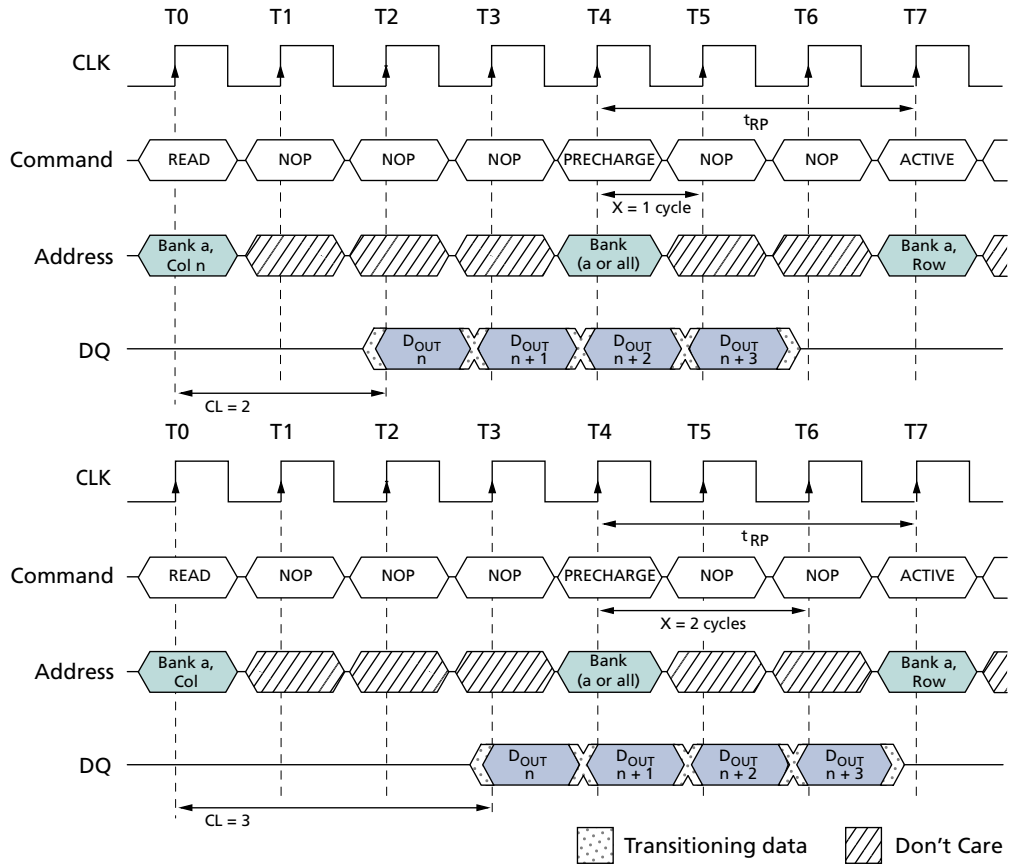 T0 T1 T2 T3 T4 T5 T6 T7
CLK
tRP
Command READ NOP NOP NOP PRECHARGE NOP NOP ACTIVE
X = 1 cycle
Address Bank a, Col n Bank (a or all) Bank a, Row
DQ DOUT n DOUT n + 1 DOUT n + 2 DOUT n + 3
CL = 2
T0 T1 T2 T3 T4 T5 T6 T7
CLK
tRP
Command READ NOP NOP NOP PRECHARGE NOP NOP ACTIVE
X = 2 cycles
Address Bank a, Col Bank (a or all) Bank a, Row
DQ DOUT n DOUT n + 1 DOUT n + 2 DOUT n + 3
CL = 3
Transitioning data Don't Care